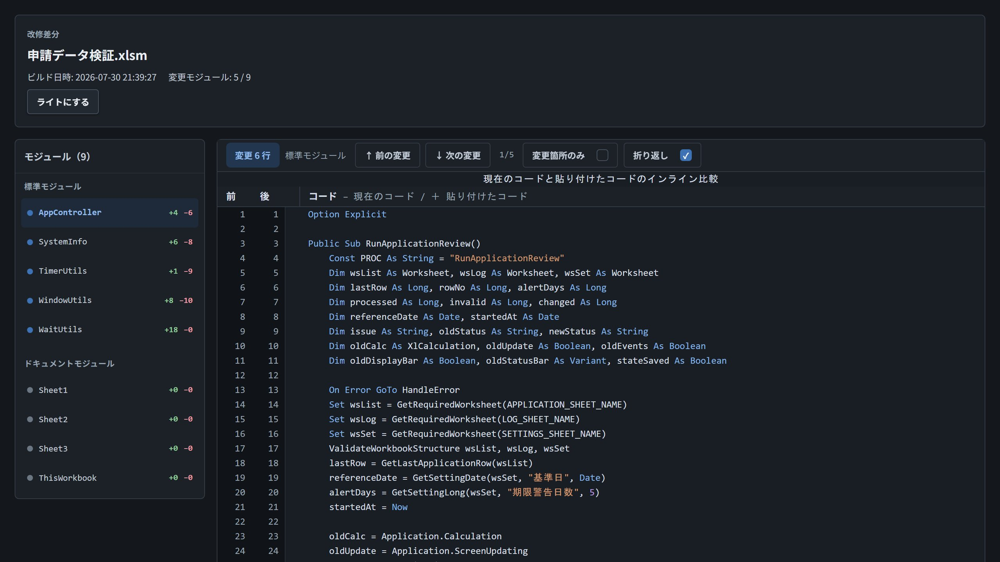 改修差分
申請データ検証.xlsm
ビルド日時: 2026-07-30 21:39:27 変更モジュール: 5 / 9
ライトにする
モジュール（9）
標準モジュール
AppController +4 −6
SystemInfo +6 −8
TimerUtils +1 −9
WindowUtils +8 −10
WaitUtils +18 −0
ドキュメントモジュール
Sheet1 +0 −0
Sheet2 +0 −0
Sheet3 +0 −0
ThisWorkbook +0 −0
変更 6 行 標準モジュール ↑ 前の変更 ↓ 次の変更 1/5 変更箇所のみ 折り返し
現在のコードと貼り付けたコードのインライン比較
前 後 コード − 現在のコード / ＋ 貼り付けたコード
1 1 Option Explicit
2 2
3 3 Public Sub RunApplicationReview()
4 4 Const PROC As String = "RunApplicationReview"
5 5 Dim wsList As Worksheet, wsLog As Worksheet, wsSet As Worksheet
6 6 Dim lastRow As Long, rowNo As Long, alertDays As Long
7 7 Dim processed As Long, invalid As Long, changed As Long
8 8 Dim referenceDate As Date, startedAt As Date
9 9 Dim issue As String, oldStatus As String, newStatus As String
10 10 Dim oldCalc As XlCalculation, oldUpdate As Boolean, oldEvents As Boolean
11 11 Dim oldDisplayBar As Boolean, oldStatusBar As Variant, stateSaved As Boolean
12 12
13 13 On Error GoTo HandleError
14 14 Set wsList = GetRequiredWorksheet(APPLICATION_SHEET_NAME)
15 15 Set wsLog = GetRequiredWorksheet(LOG_SHEET_NAME)
16 16 Set wsSet = GetRequiredWorksheet(SETTINGS_SHEET_NAME)
17 17 ValidateWorkbookStructure wsList, wsLog, wsSet
18 18 lastRow = GetLastApplicationRow(wsList)
19 19 referenceDate = GetSettingDate(wsSet, "基準日", Date)
20 20 alertDays = GetSettingLong(wsSet, "期限警告日数", 5)
21 21 startedAt = Now
22 22
23 23 oldCalc = Application.Calculation
24 24 oldUpdate = Application.ScreenUpdating